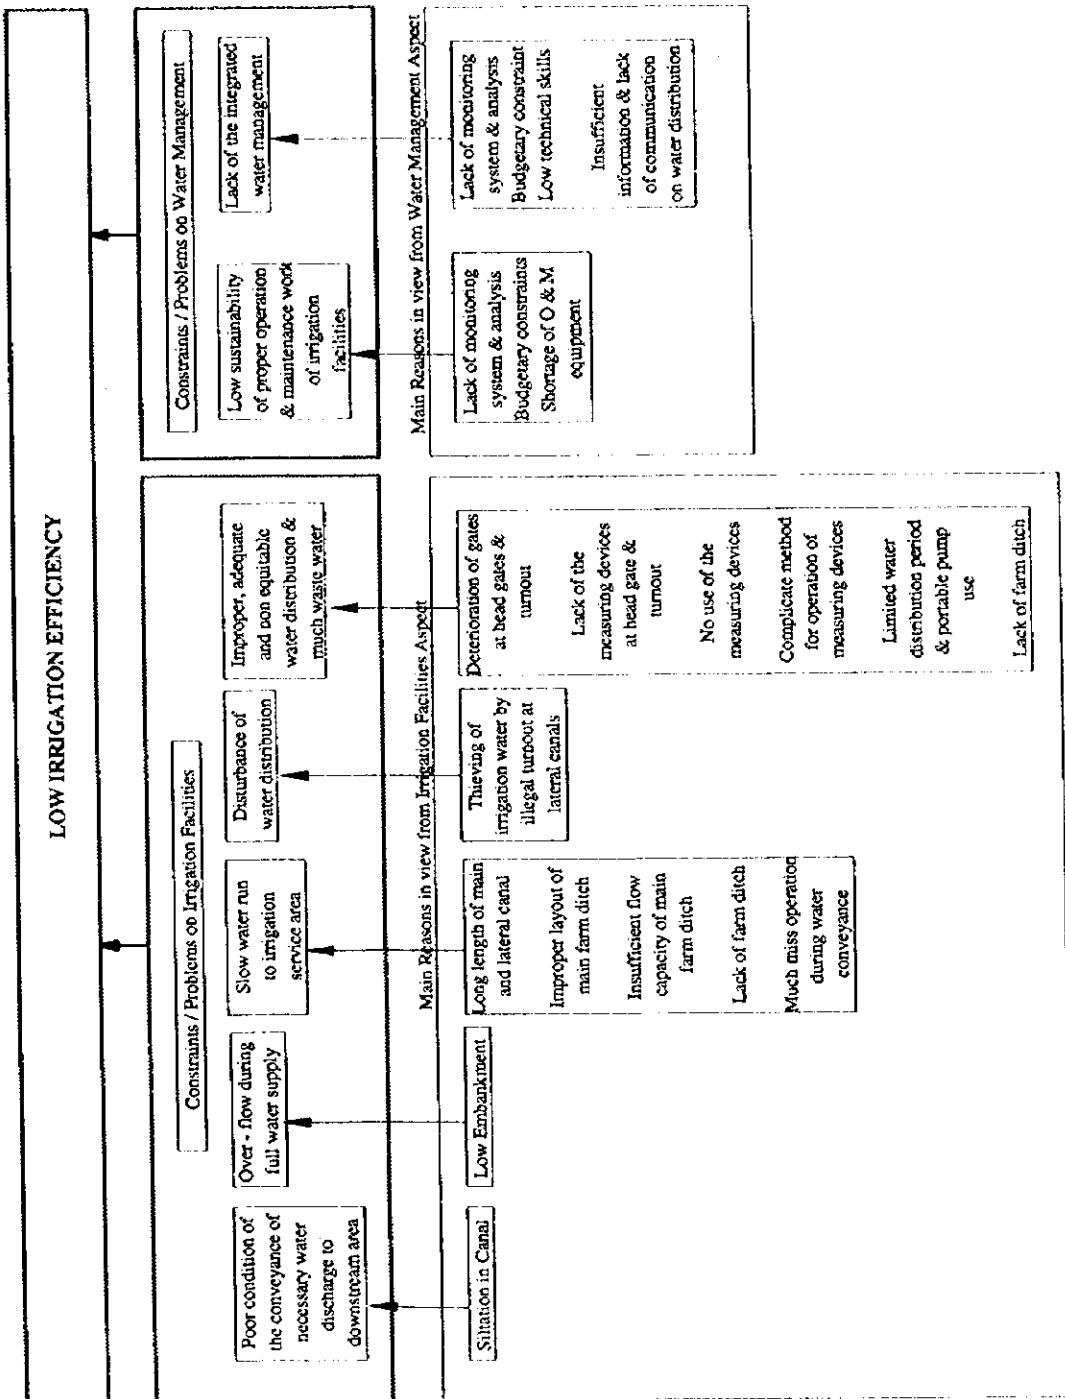 LOW IRRIGATION EFFICIENCY
Constraints / Problems on Irrigation Facilities
Poor condition of
the conveyance of
necessary water
discharge to
downstream area
Over - flow during
full water supply
Slow water run
to irrigation
service area
Disturbance of
water distribution
Improper, adequate
and non equitable
water distribution &
much waste water
Main Reasons in view from Irrigation Facilities Aspect
Siltation in Canal
Low Embankment
Long length of main
and lateral canal
Improper layout of
main farm ditch
Insufficient flow
capacity of main
farm ditch
Lack of farm ditch
Much miss operation
during water
conveyance
Thieving of
irrigation water by
illegal turnout at
lateral canals
Deterioration of gates
at head gates &
turnout
Lack of the
measuring devices
at head gate &
turnout
No use of the
measuring devices
Complicate method
for operation of
measuring devices
Limited water
distribution period
& portable pump
use
Lack of farm ditch
Constraints / Problems on Water Management
Low sustainability
of proper operation
& maintenance work
of irrigation
facilities
Lack of the integrated
water management
Main Reasons in view from Water Management Aspect
Lack of monitoring
system & analysis
Budgetary constraints
Shortage of O & M
equipment
Lack of monitoring
system & analysis
Budgetary constraint
Low technical skills
Insufficient
information & lack
of communication
on water distribution